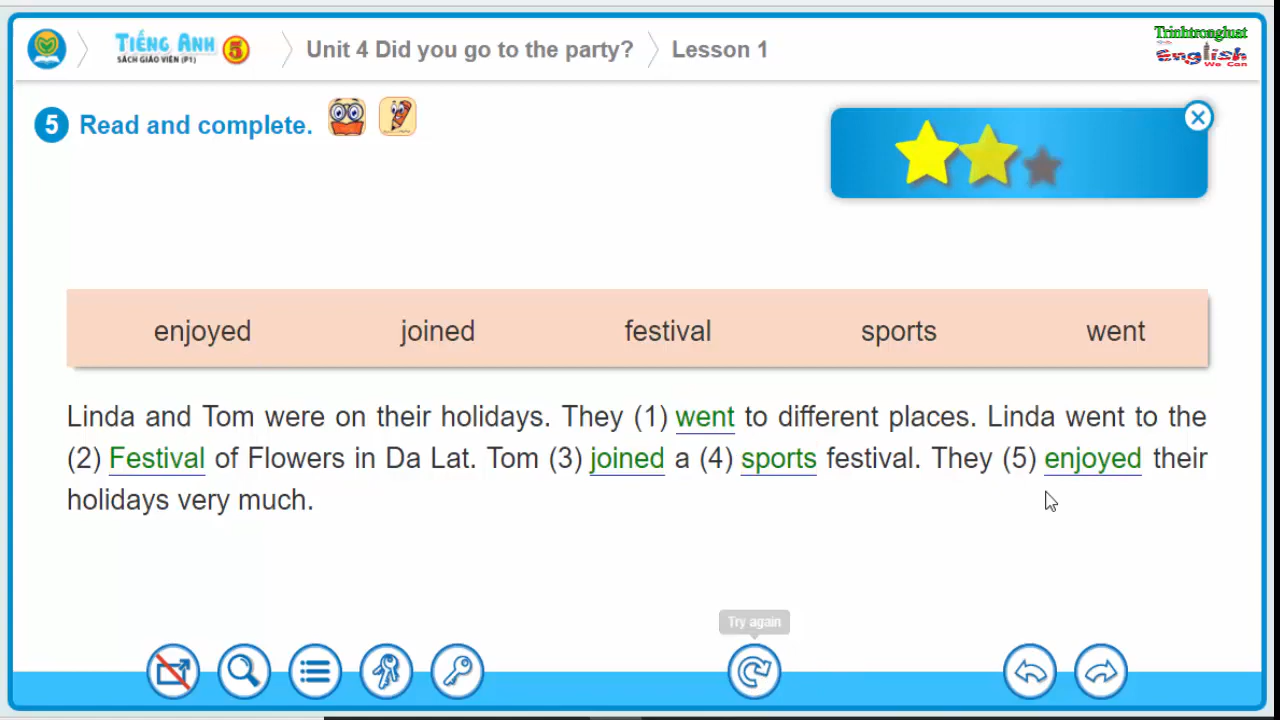 TIẾNG ANH 5
SÁCH GIÁO VIÊN (P1)
Unit 4 Did you go to the party?
Lesson 1
Trinhtrongluat
English
We Can
5 Read and complete.
enjoyed joined festival sports went
Linda and Tom were on their holidays. They (1) went to different places. Linda went to the
(2) Festival of Flowers in Da Lat. Tom (3) joined a (4) sports festival. They (5) enjoyed their
holidays very much.
Try again